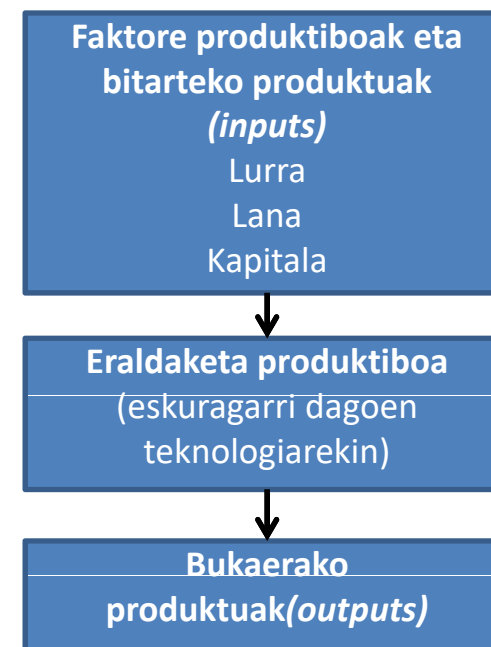 Faktore produktiboak eta
bitarteko produktuak
(inputs)
Lurra
Lana
Kapitala
Eraldaketa produktiboa
(eskuragarri dagoen
teknologiarekin)
Bukaerako
produktuak(outputs)